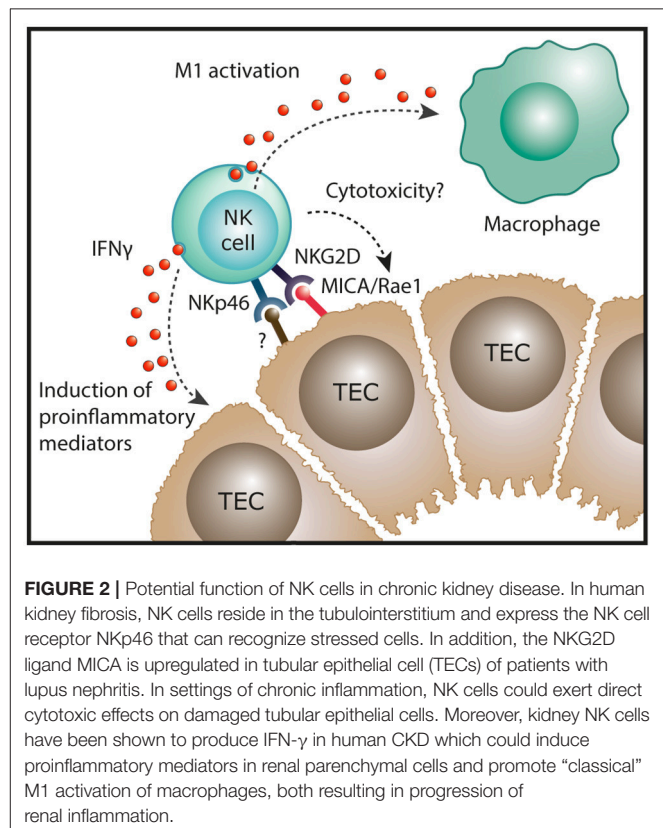 M1 activation
Macrophage
Cytotoxicity?
NK
cell
IFNγ
NKG2D
MICA/Rae1
NKp46
?
Induction of
proinflammatory
mediators
TEC
TEC
TEC
FIGURE 2 | Potential function of NK cells in chronic kidney disease. In human
kidney fibrosis, NK cells reside in the tubulointerstitium and express the NK cell
receptor NKp46 that can recognize stressed cells. In addition, the NKG2D
ligand MICA is upregulated in tubular epithelial cell (TECs) of patients with
lupus nephritis. In settings of chronic inflammation, NK cells could exert direct
cytotoxic effects on damaged tubular epithelial cells. Moreover, kidney NK cells
have been shown to produce IFN-γ in human CKD which could induce
proinflammatory mediators in renal parenchymal cells and promote “classical”
M1 activation of macrophages, both resulting in progression of
renal inflammation.